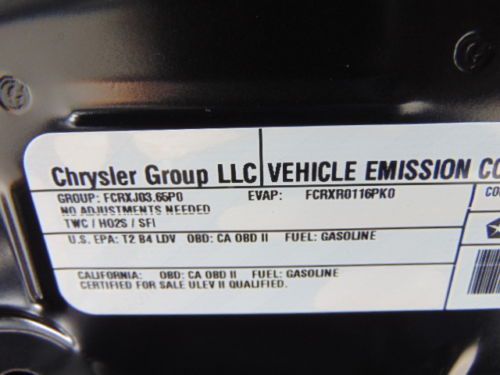 Chrysler Group LLC VEHICLE EMISSION CO
GROUP: FCRXJ03.65P0 EVAP: FCRXR0116PK0
NO ADJUSTMENTS NEEDED
TWC / HO2S / SFI
U.S. EPA: T2 B4 LDV OBD: CA OBD II FUEL: GASOLINE
CALIFORNIA: OBD: CA OBD II FUEL: GASOLINE
CERTIFIED FOR SALE ULEV II QUALIFIED.